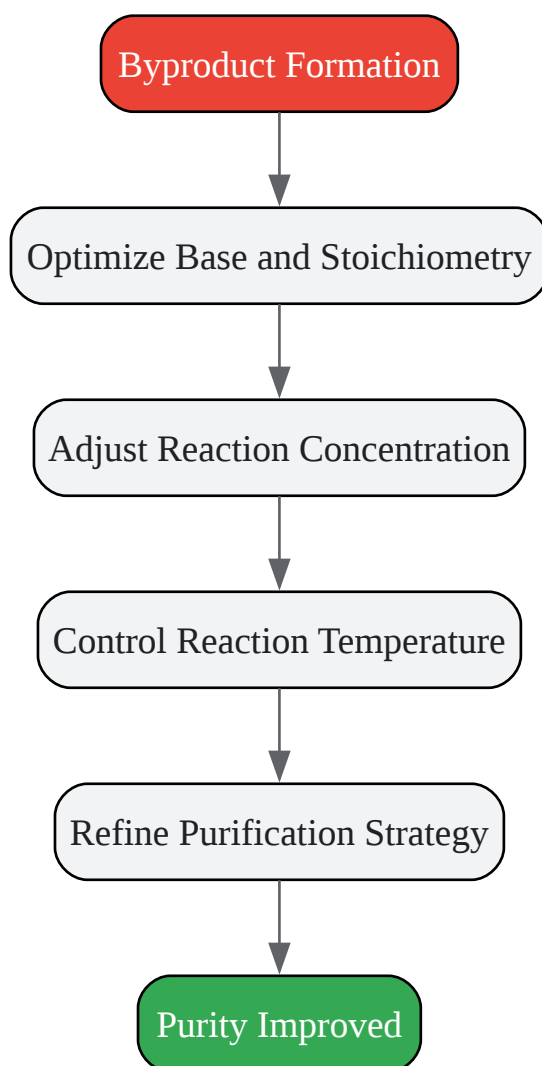 Byproduct Formation
Optimize Base and Stoichiometry
Adjust Reaction Concentration
Control Reaction Temperature
Refine Purification Strategy
Purity Improved